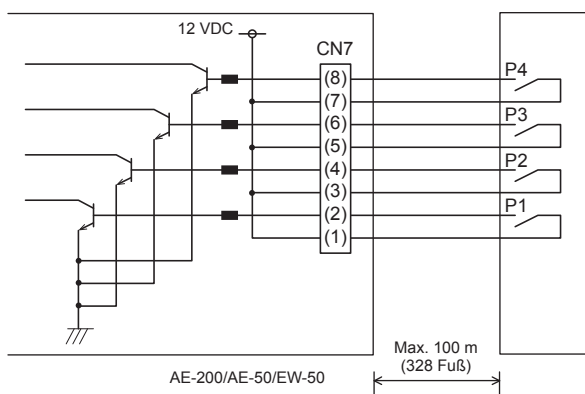 12 VDC
CN7
(8)
(7)
(6)
(5)
(4)
(3)
(2)
(1)
P4
P3
P2
P1
AE-200/AE-50/EW-50
Max. 100 m
(328 Fuß)